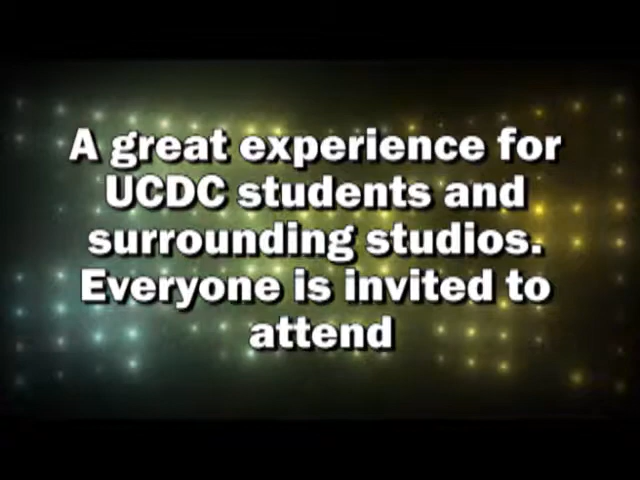 A great experience for
UCDC students and
surrounding studios.
Everyone is invited to
attend